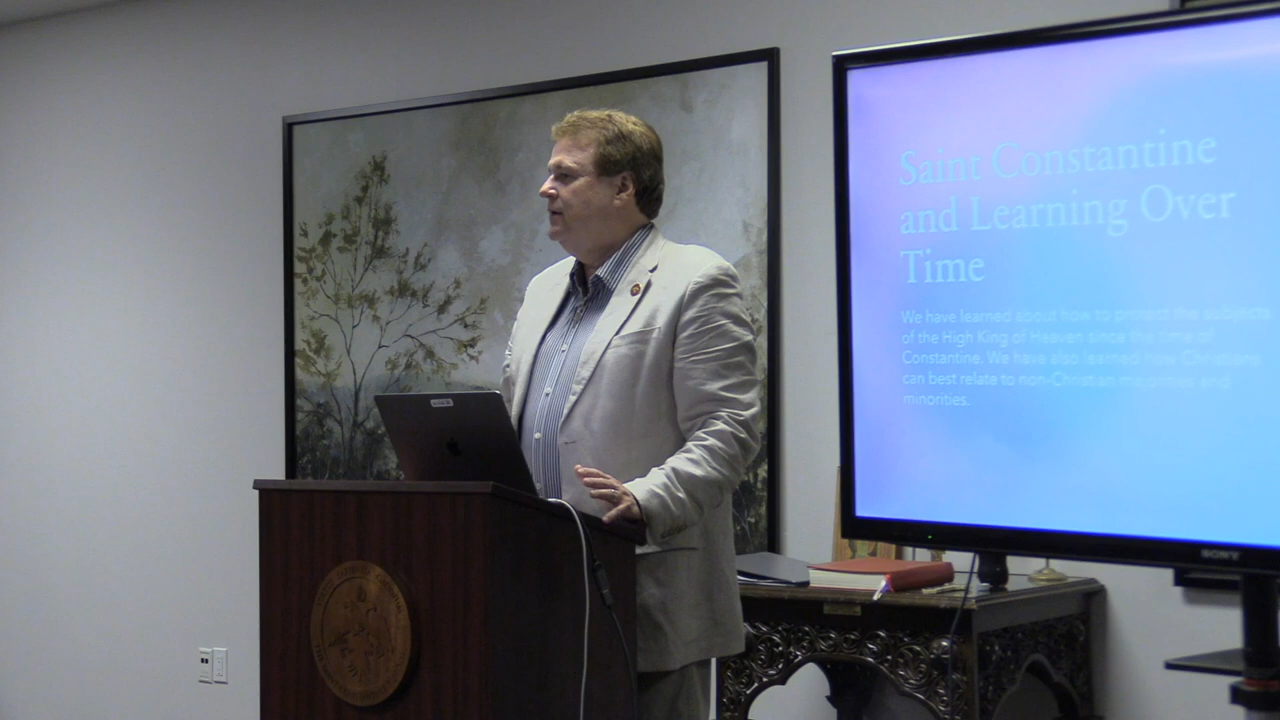 Saint Constantine
and Learning Over
Time
We have learned about how to protect the subjects
of the High King of Heaven since the time of
Constantine. We have also learned how Christians
can best relate to non-Christian majorities and
minorities.
SONY